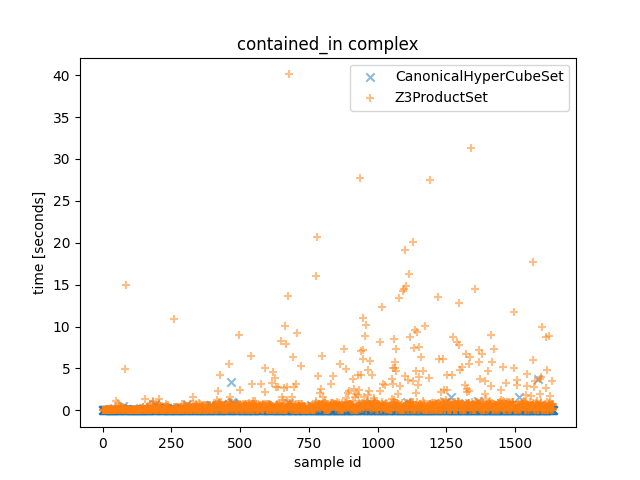 contained_in complex
CanonicalHyperCubeSet
Z3ProductSet
time [seconds]
40
35
30
25
20
15
10
5
0
0 250 500 750 1000 1250 1500
sample id